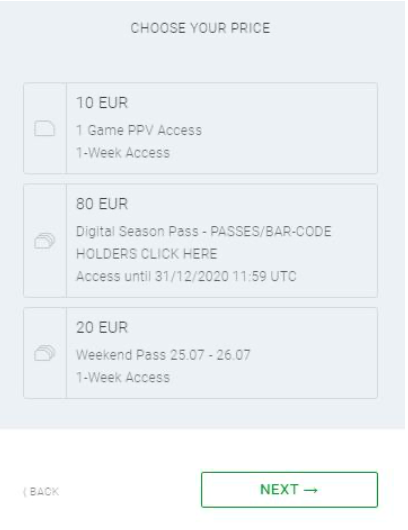 CHOOSE YOUR PRICE
10 EUR
1 Game PPV Access
1-Week Access
80 EUR
Digital Season Pass - PASSES/BAR-CODE
HOLDERS CLICK HERE
Access until 31/12/2020 11:59 UTC
20 EUR
Weekend Pass 25.07 - 26.07
1-Week Access
⟨ BACK
NEXT →